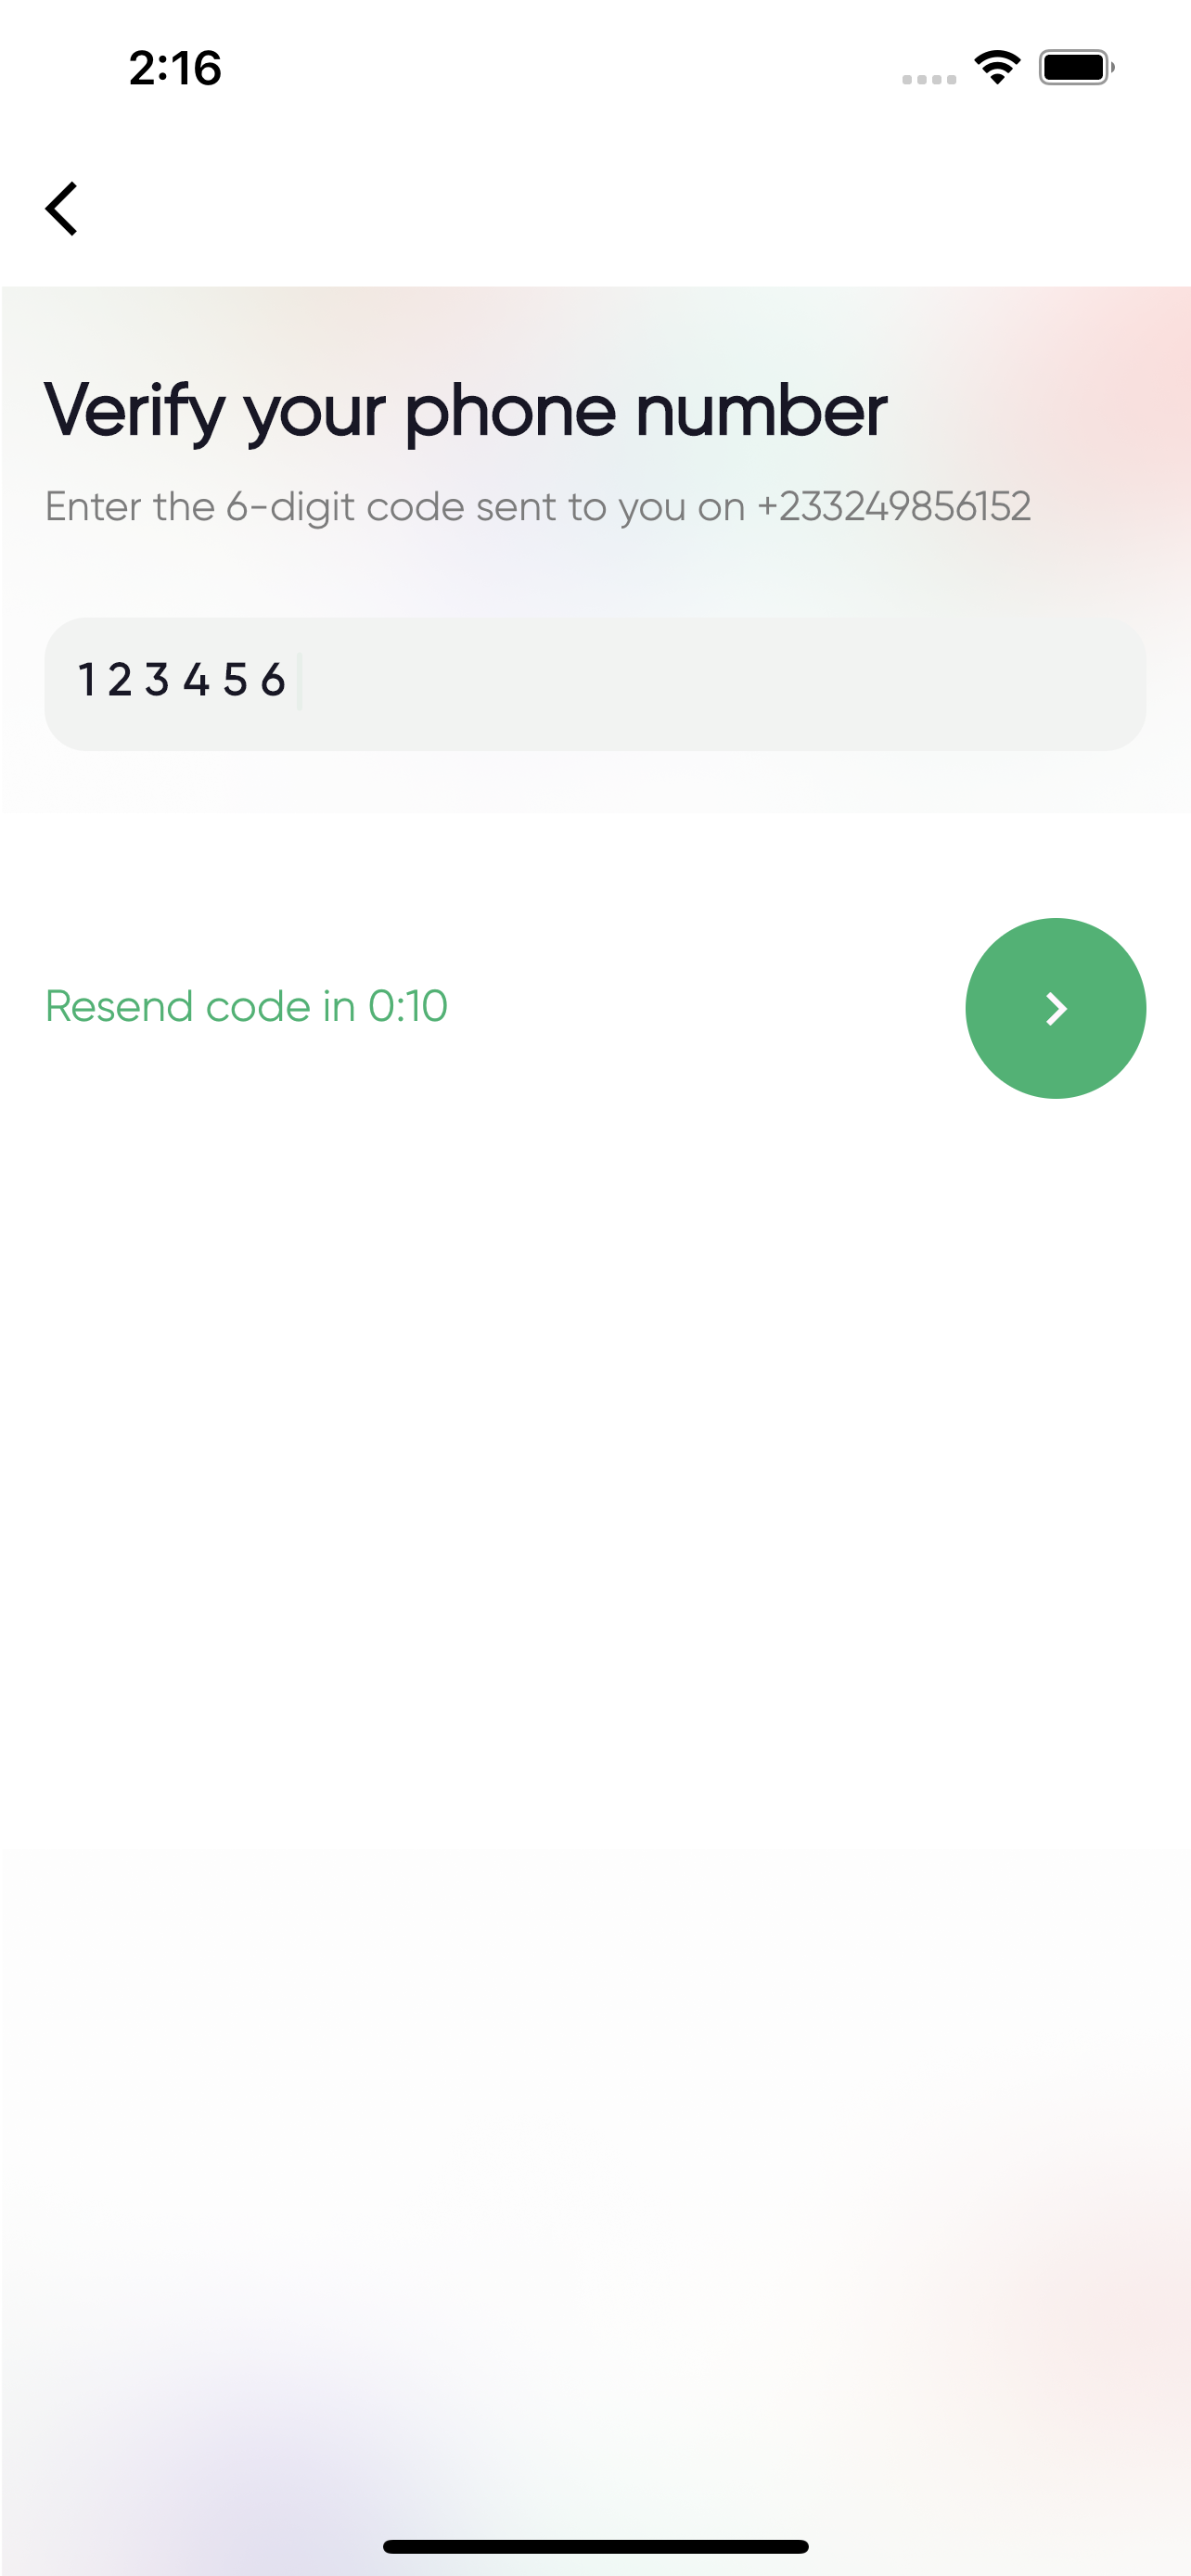 2:16
Verify your phone number
Enter the 6-digit code sent to you on +233249856152
1 2 3 4 5 6
Resend code in 0:10